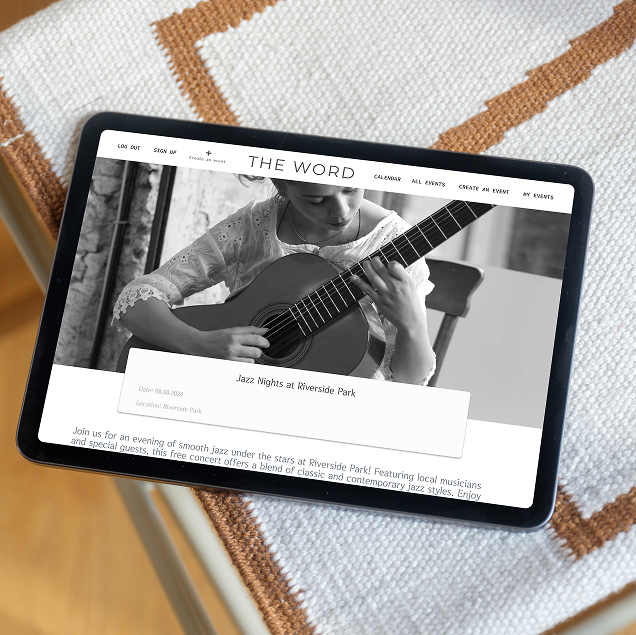 LOG OUT
SIGN UP
+
Create an event
THE WORD
CALENDAR
ALL EVENTS
CREATE AN EVENT
MY EVENTS
Jazz Nights at Riverside Park
Date: 08.08.2024
Location: Riverside Park
Join us for an evening of smooth jazz under the stars at Riverside Park! Featuring local musicians
and special guests, this free concert offers a blend of classic and contemporary jazz styles. Enjoy